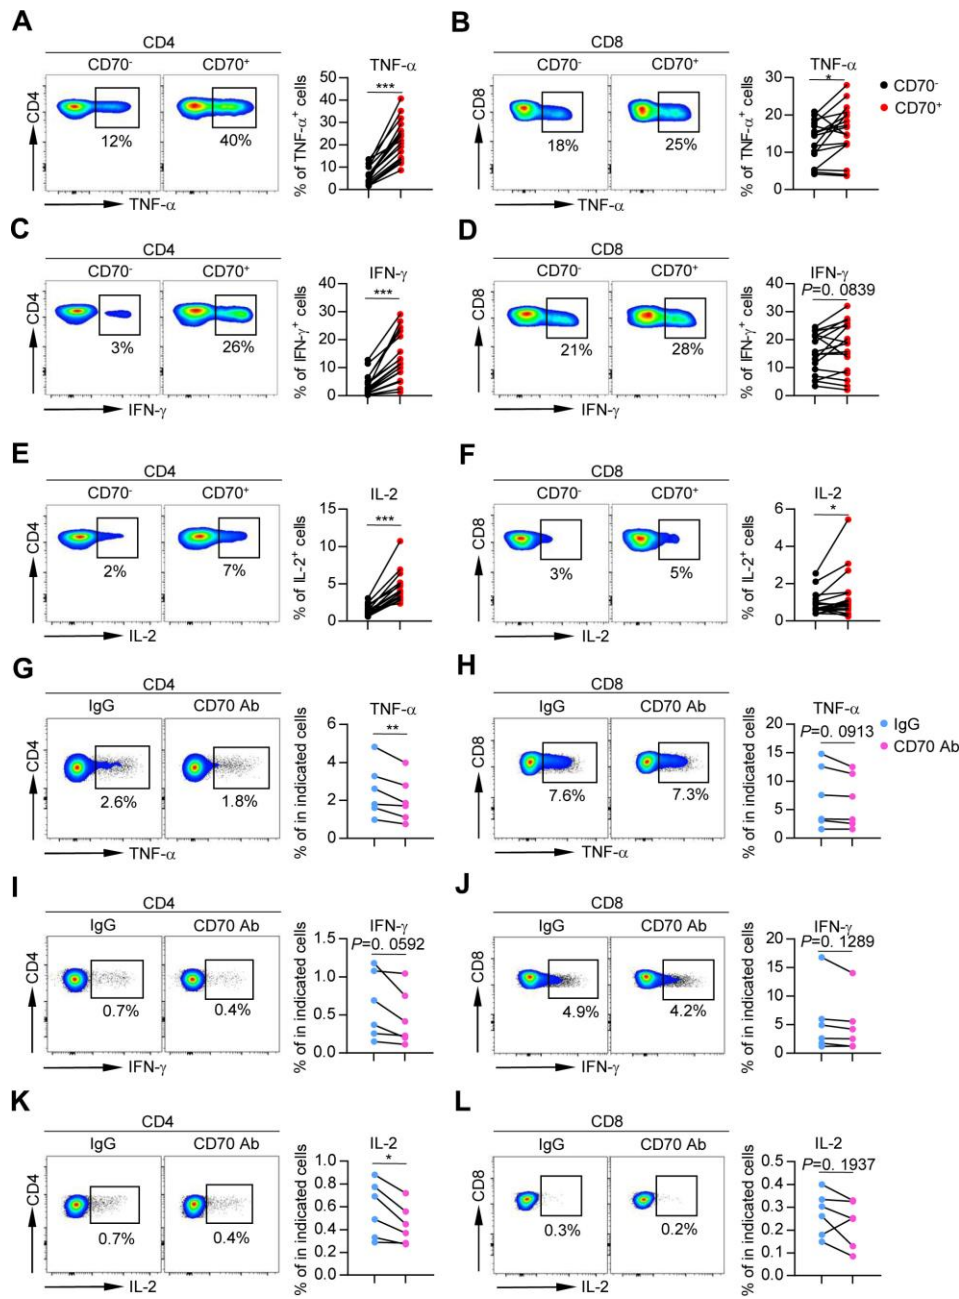 A
CD4
CD70⁻ CD70⁺
CD4
12% 40%
TNF-α
TNF-α
***
% of TNF-α⁺ cells
50
40
30
20
10
0
B
CD8
CD70⁻ CD70⁺
CD8
18% 25%
TNF-α
TNF-α
*
% of TNF-α⁺ cells
30
20
10
0
CD70⁻
CD70⁺
C
CD4
CD70⁻ CD70⁺
CD4
3% 26%
IFN-γ
IFN-γ
***
% of IFN-γ⁺ cells
40
30
20
10
0
D
CD8
CD70⁻ CD70⁺
CD8
21% 28%
IFN-γ
IFN-γ
P=0. 0839
% of IFN-γ⁺ cells
40
30
20
10
0
E
CD4
CD70⁻ CD70⁺
CD4
2% 7%
IL-2
IL-2
***
% of IL-2⁺ cells
15
10
5
0
F
CD8
CD70⁻ CD70⁺
CD8
3% 5%
IL-2
IL-2
*
% of IL-2⁺ cells
6
4
2
0
G
CD4
IgG CD70 Ab
CD4
2.6% 1.8%
TNF-α
TNF-α
**
% of in indicated cells
6
4
2
0
H
CD8
IgG CD70 Ab
CD8
7.6% 7.3%
TNF-α
TNF-α
P=0. 0913
% of in indicated cells
20
15
10
5
0
IgG
CD70 Ab
I
CD4
IgG CD70 Ab
CD4
0.7% 0.4%
IFN-γ
IFN-γ
P=0. 0592
% of in indicated cells
1.5
1.0
0.5
0.0
J
CD8
IgG CD70 Ab
CD8
4.9% 4.2%
IFN-γ
IFN-γ
P=0. 1289
% of in indicated cells
20
15
10
5
0
K
CD4
IgG CD70 Ab
CD4
0.7% 0.4%
IL-2
IL-2
*
% of in indicated cells
1.0
0.8
0.6
0.4
0.2
0.0
L
CD8
IgG CD70 Ab
CD8
0.3% 0.2%
IL-2
IL-2
P=0. 1937
% of in indicated cells
0.5
0.4
0.3
0.2
0.1
0.0